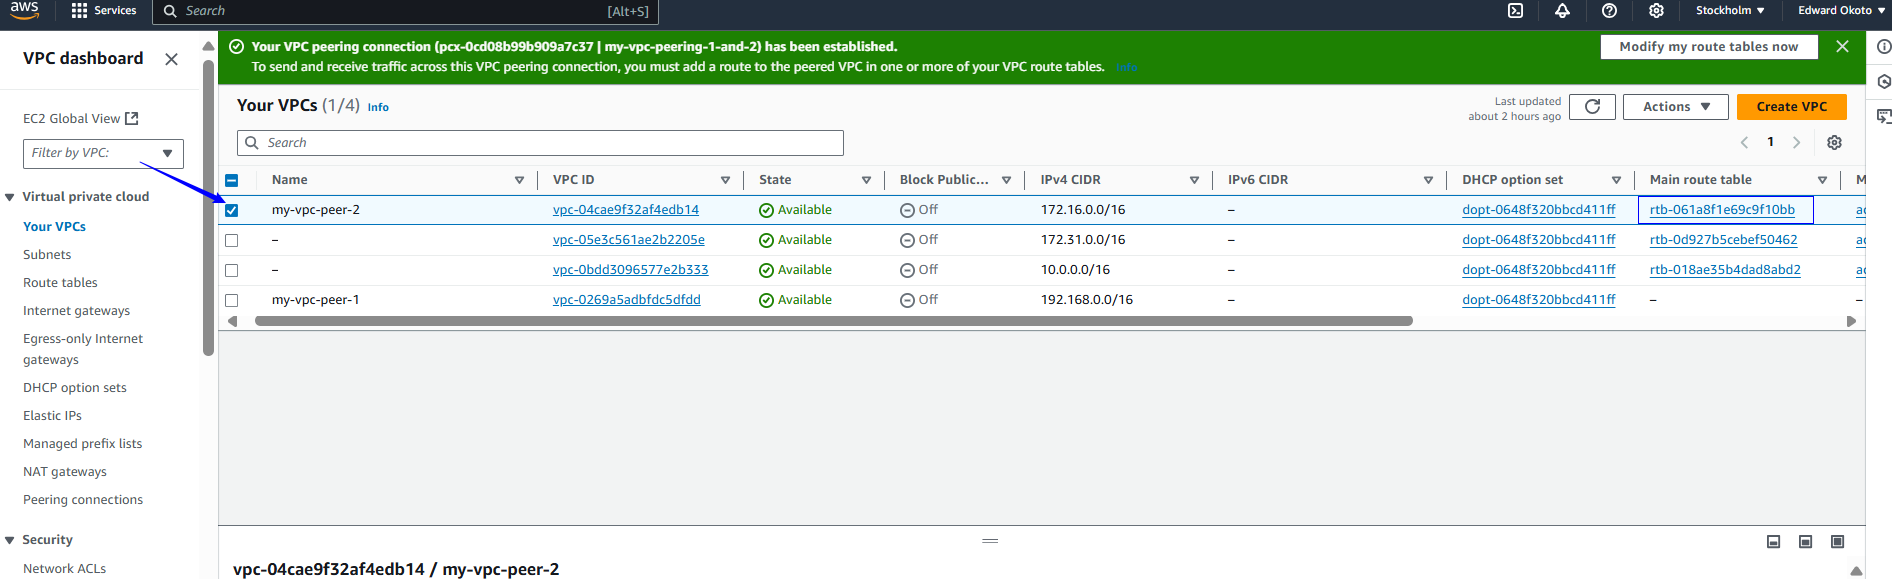 aws
Services
Search
[Alt+S]
Stockholm
Edward Okoto
VPC dashboard
EC2 Global View
Filter by VPC:
Virtual private cloud
Your VPCs
Subnets
Route tables
Internet gateways
Egress-only Internet
gateways
DHCP option sets
Elastic IPs
Managed prefix lists
NAT gateways
Peering connections
Security
Network ACLs
Your VPC peering connection (pcx-0cd08b99b909a7c37 | my-vpc-peering-1-and-2) has been established.
To send and receive traffic across this VPC peering connection, you must add a route to the peered VPC in one or more of your VPC route tables. Info
Modify my route tables now
Your VPCs (1/4) Info
Last updated
about 2 hours ago
Actions
Create VPC
Search
1
Name VPC ID State Block Public... IPv4 CIDR IPv6 CIDR DHCP option set Main route table M
my-vpc-peer-2 vpc-04cae9f32af4edb14 Available Off 172.16.0.0/16 – dopt-0648f320bbcd411ff rtb-061a8f1e69c9f10bb ac
– vpc-05e3c561ae2b2205e Available Off 172.31.0.0/16 – dopt-0648f320bbcd411ff rtb-0d927b5cebef50462 ac
– vpc-0bdd3096577e2b333 Available Off 10.0.0.0/16 – dopt-0648f320bbcd411ff rtb-018ae35b4dad8abd2 ac
my-vpc-peer-1 vpc-0269a5adbfdc5dfdd Available Off 192.168.0.0/16 – dopt-0648f320bbcd411ff – –
vpc-04cae9f32af4edb14 / my-vpc-peer-2